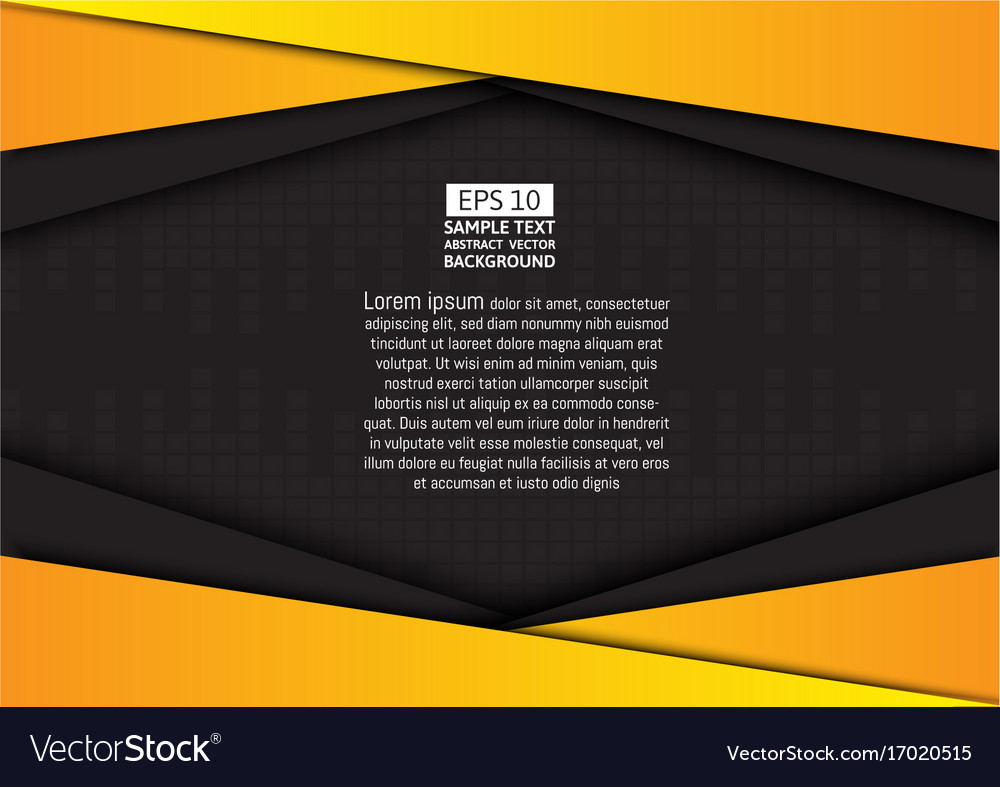 EPS 10
SAMPLE TEXT
ABSTRACT VECTOR
BACKGROUND
Lorem ipsum dolor sit amet, consectetuer
adipiscing elit, sed diam nonummy nibh euismod
tincidunt ut laoreet dolore magna aliquam erat
volutpat. Ut wisi enim ad minim veniam, quis
nostrud exerci tation ullamcorper suscipit
lobortis nisl ut aliquip ex ea commodo conse-
quat. Duis autem vel eum iriure dolor in hendrerit
in vulputate velit esse molestie consequat, vel
illum dolore eu feugiat nulla facilisis at vero eros
et accumsan et iusto odio dignis
VectorStock®
VectorStock.com/17020515